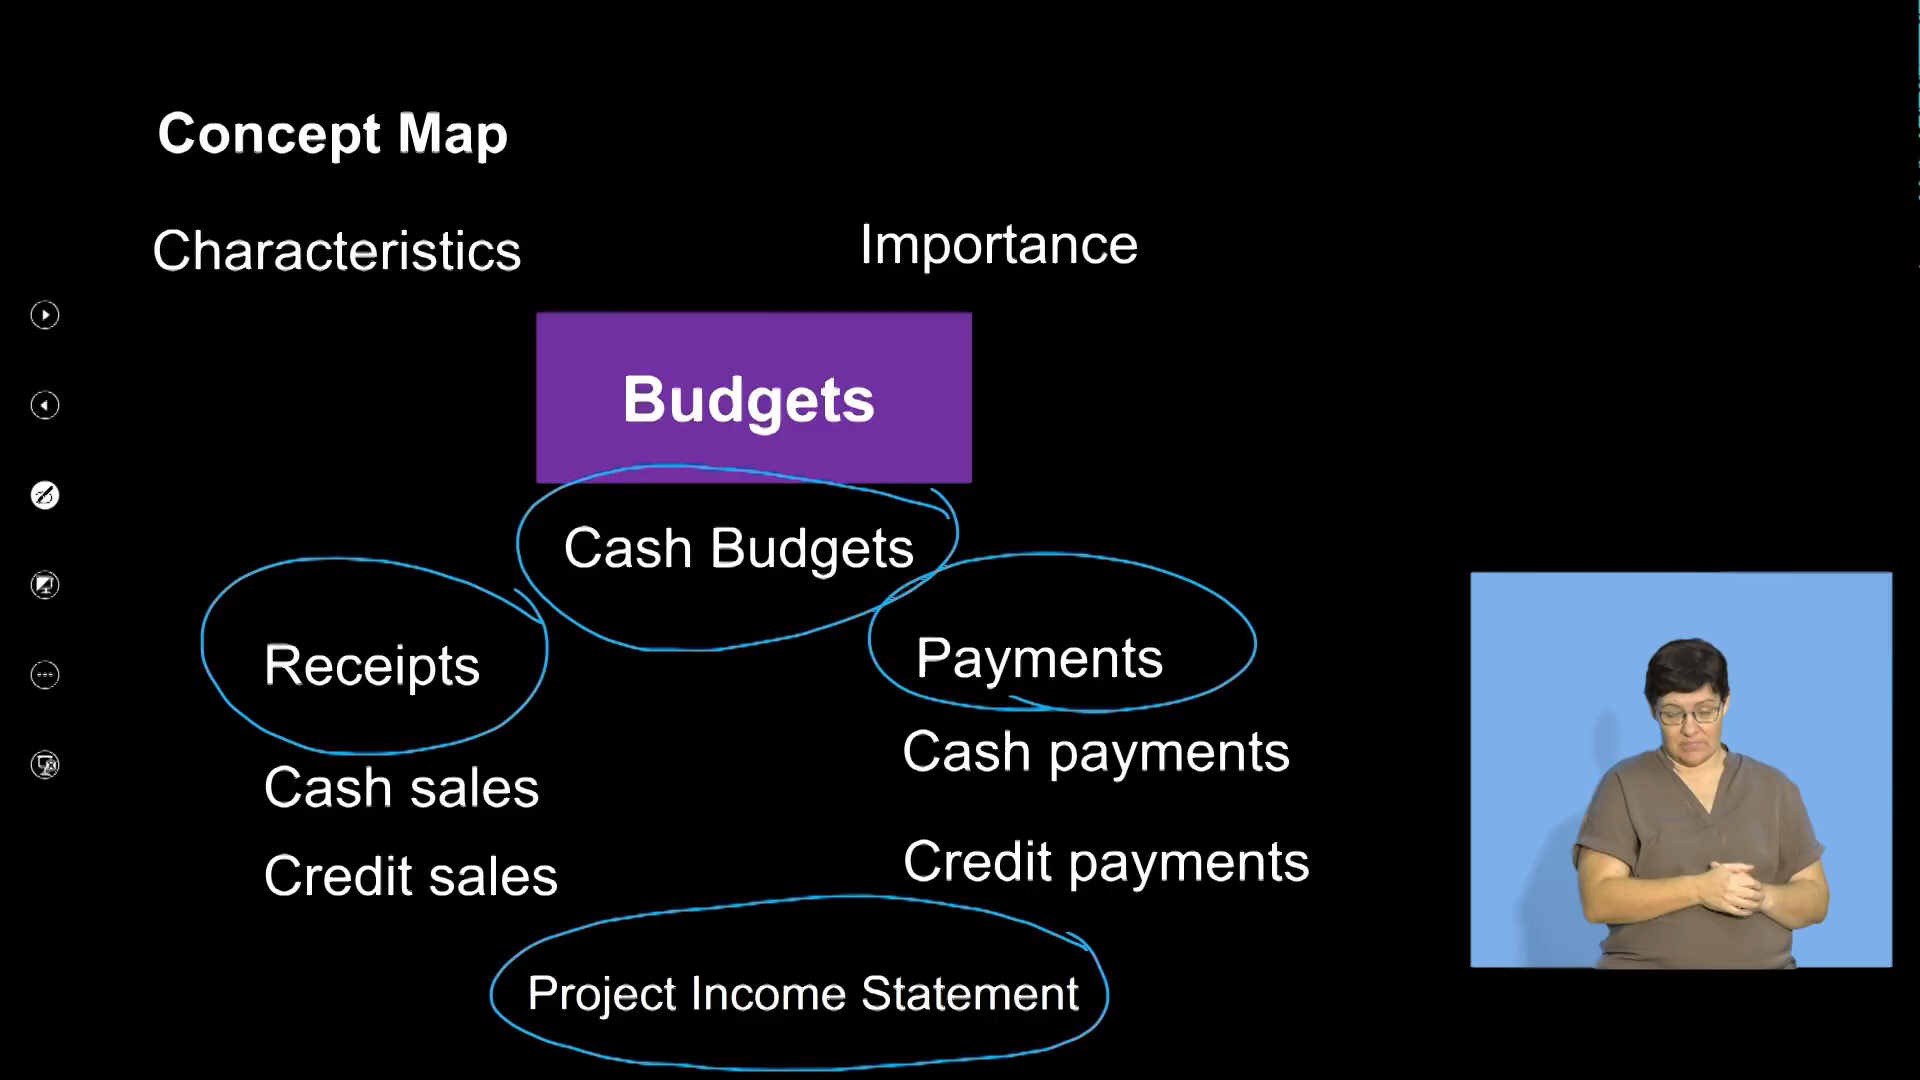 Concept Map
Characteristics
Importance
Budgets
Cash Budgets
Receipts
Payments
Cash sales
Cash payments
Credit sales
Credit payments
Project Income Statement